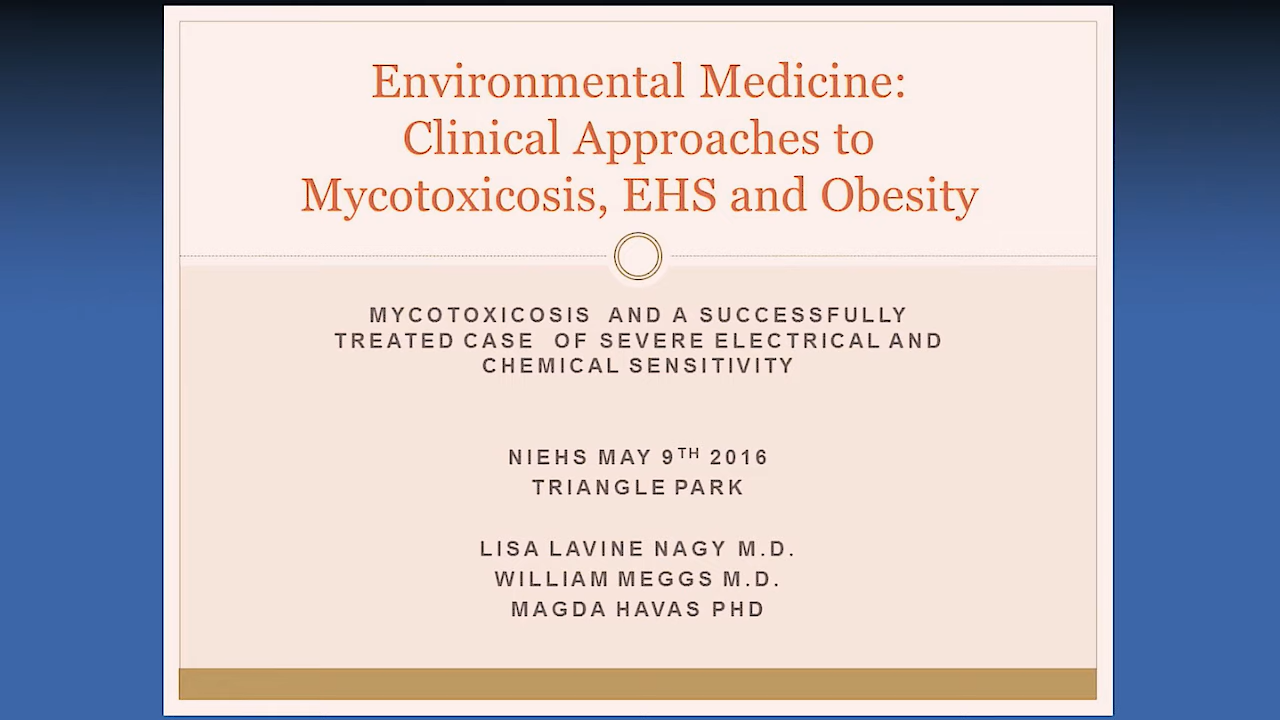 Environmental Medicine:
Clinical Approaches to
Mycotoxicosis, EHS and Obesity
MYCOTOXICOSIS AND A SUCCESSFULLY
TREATED CASE OF SEVERE ELECTRICAL AND
CHEMICAL SENSITIVITY
NIEHS MAY 9TH 2016
TRIANGLE PARK
LISA LAVINE NAGY M.D.
WILLIAM MEGGS M.D.
MAGDA HAVAS PHD